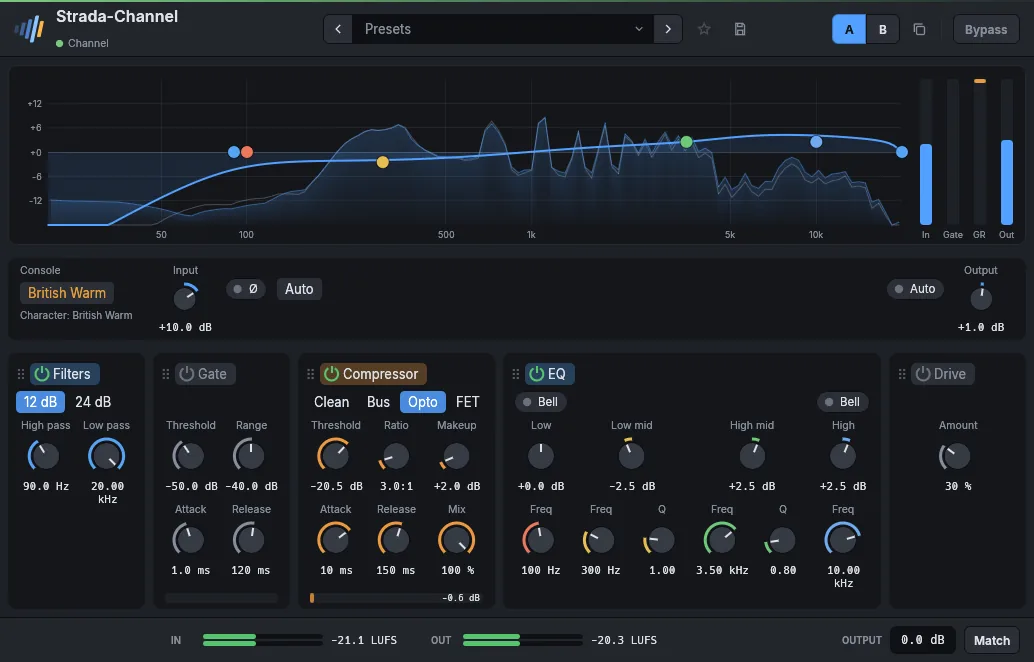 Strada-Channel
Channel
Presets
A B
Bypass
+12
+6
+0
-6
-12
50 100 500 1k 5k 10k
In Gate GR Out
Console
British Warm
Character: British Warm
Input
+10.0 dB
Ø
Auto
Auto
Output
+1.0 dB
Filters
12 dB 24 dB
High pass Low pass
90.0 Hz 20.00 kHz
Gate
Threshold Range
-50.0 dB -40.0 dB
Attack Release
1.0 ms 120 ms
Compressor
Clean Bus Opto FET
Threshold Ratio Makeup
-20.5 dB 3.0:1 +2.0 dB
Attack Release Mix
10 ms 150 ms 100 %
-0.6 dB
EQ
Bell Bell
Low Low mid High mid High
+0.0 dB -2.5 dB +2.5 dB +2.5 dB
Freq Freq Q Freq Q Freq
100 Hz 300 Hz 1.00 3.50 kHz 0.80 10.00 kHz
Drive
Amount
30 %
IN -21.1 LUFS OUT -20.3 LUFS OUTPUT 0.0 dB Match